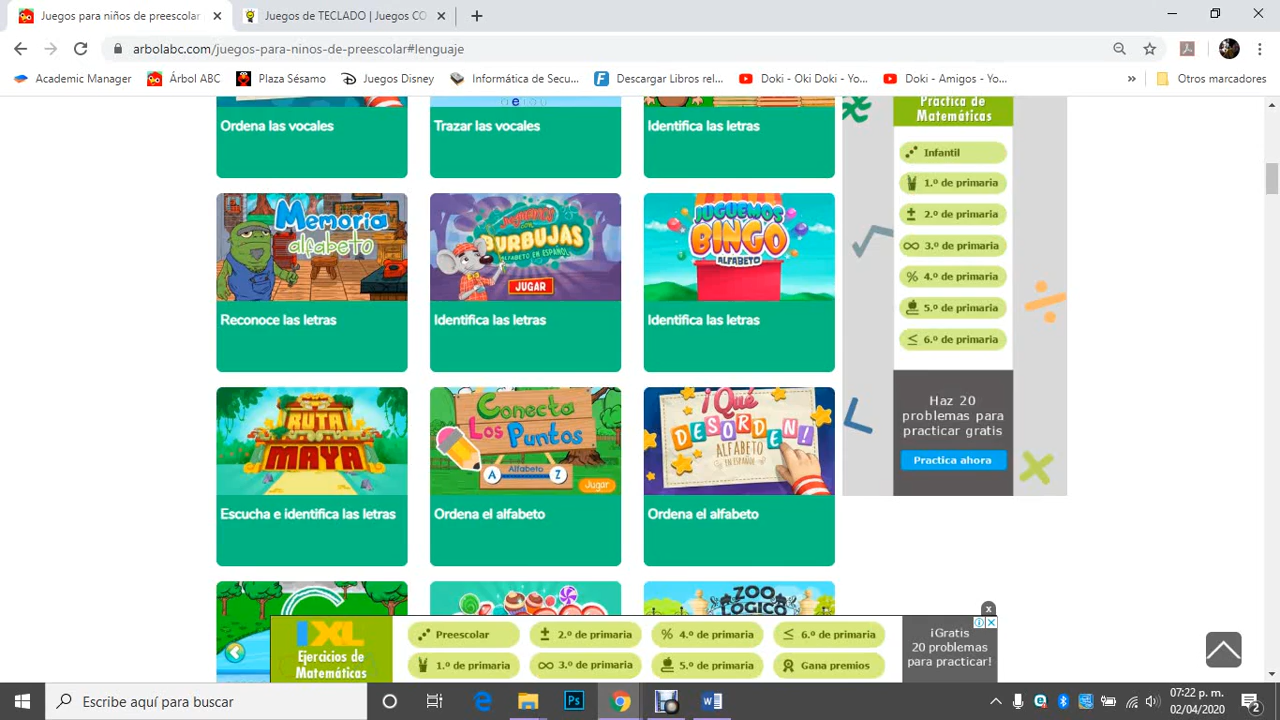 Juegos para niños de preescolar
Juegos de TECLADO | Juegos CO
arbolabc.com/juegos-para-ninos-de-preescolar#lenguaje
Academic Manager
Árbol ABC
Plaza Sésamo
Juegos Disney
Informática de Secu...
Descargar Libros rel...
Doki - Oki Doki - Yo...
Doki - Amigos - Yo...
»
Otros marcadores
Ordena las vocales
Trazar las vocales
Identifica las letras
Memoria
alfabeto
Reconoce las letras
Juguemos
con
BURBUJAS
ALFABETO EN ESPAÑOL
JUGAR
Identifica las letras
JUGUEMOS
BINGO
ALFABETO
Identifica las letras
RUTA
MAYA
Escucha e identifica las letras
Conecta
Los Puntos
Alfabeto
A Z
Jugar
Ordena el alfabeto
¡Qué
DESORDEN!
ALFABETO
EN ESPAÑOL
Ordena el alfabeto
ZOO
LÓGICO
Práctica de
Matemáticas
Infantil
1.º de primaria
2.º de primaria
3.º de primaria
4.º de primaria
5.º de primaria
6.º de primaria
Haz 20
problemas para
practicar gratis
Practica ahora
IXL
Ejercicios de
Matemáticas
Preescolar
2.º de primaria
4.º de primaria
6.º de primaria
1.º de primaria
3.º de primaria
5.º de primaria
Gana premios
¡Gratis
20 problemas
para practicar!
Escribe aquí para buscar
07:22 p. m.
02/04/2020
2